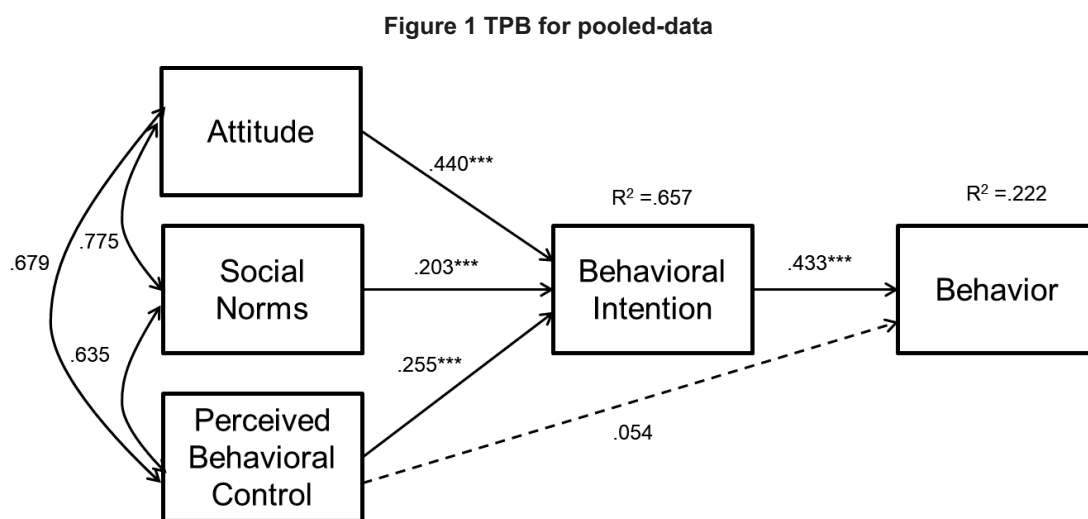 Figure 1 TPB for pooled-data
Attitude
.440***
R² =.657
R² =.222
.679
.775
Social
Norms
.203***
Behavioral
Intention
.433***
Behavior
.635
.255***
Perceived
Behavioral
Control
.054